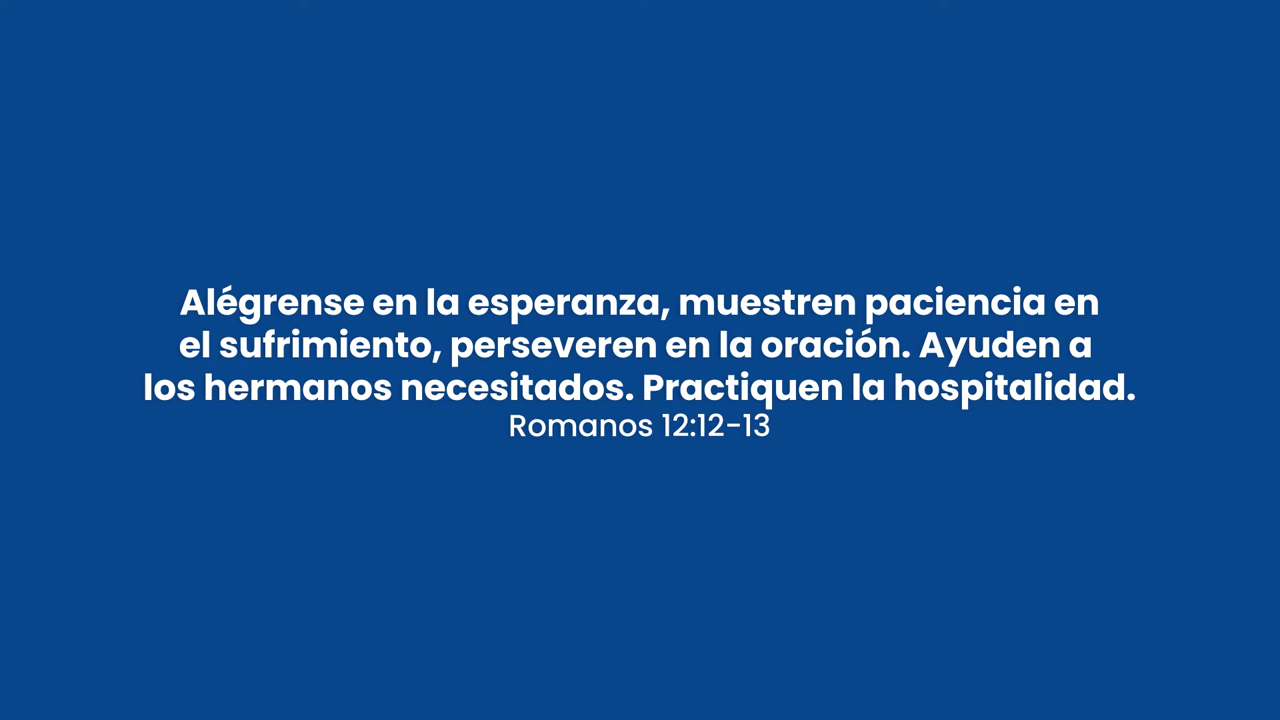 Alégrense en la esperanza, muestren paciencia en
el sufrimiento, perseveren en la oración. Ayuden a
los hermanos necesitados. Practiquen la hospitalidad.
Romanos 12:12-13